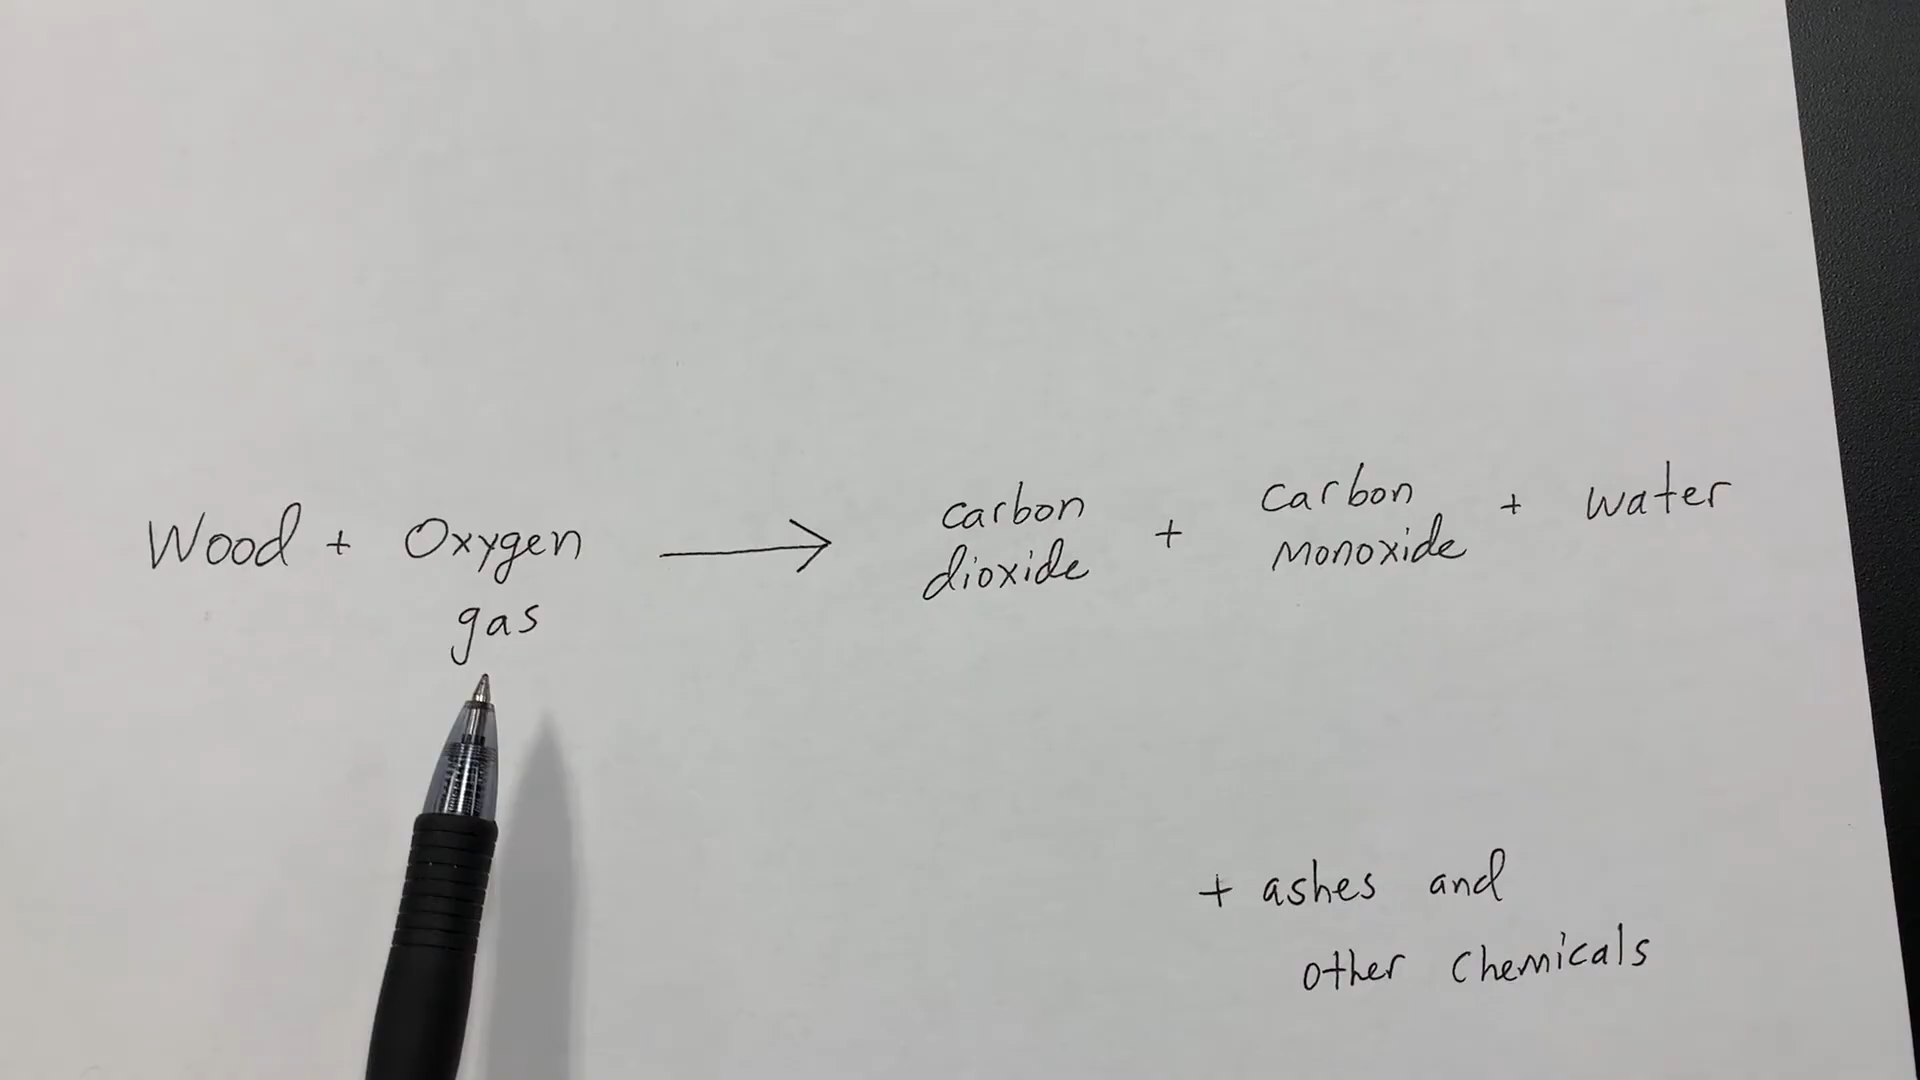 Wood + Oxygen gas → carbon dioxide + carbon monoxide + water
+ ashes and
other chemicals